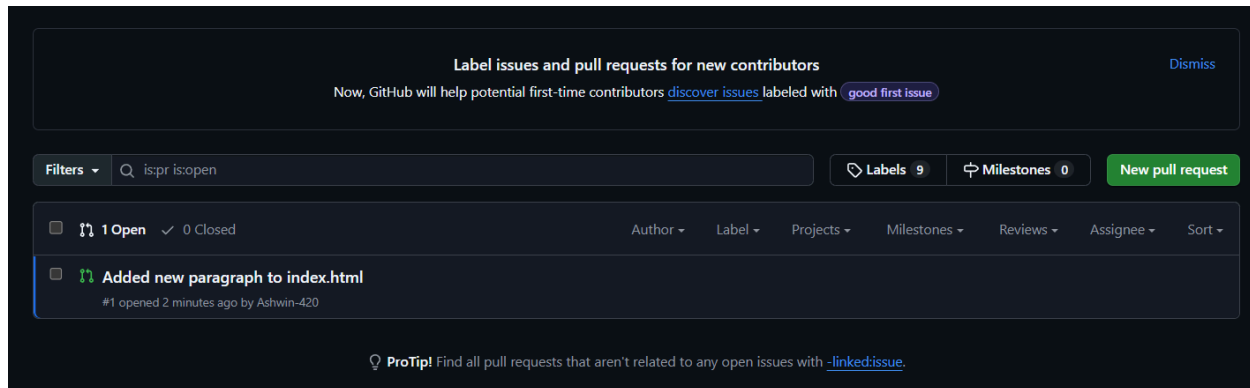 Label issues and pull requests for new contributors
Dismiss
Now, GitHub will help potential first-time contributors discover issues labeled with good first issue
Filters is:pr is:open Labels 9 Milestones 0 New pull request
1 Open 0 Closed Author Label Projects Milestones Reviews Assignee Sort
Added new paragraph to index.html
#1 opened 2 minutes ago by Ashwin-420
ProTip! Find all pull requests that aren't related to any open issues with -linked:issue.